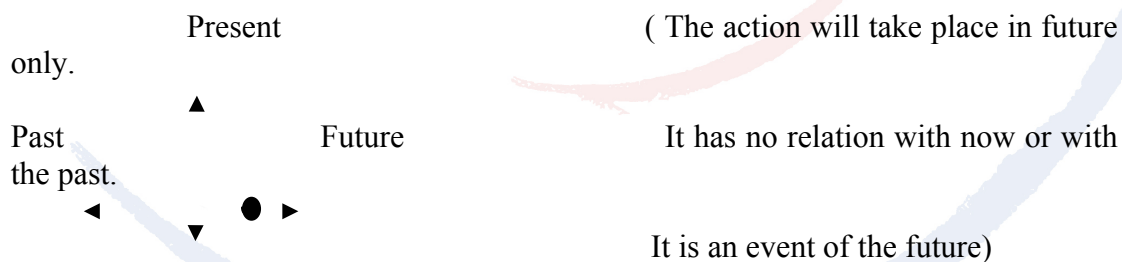 Present ( The action will take place in future
only.
Past Future It has no relation with now or with
the past.
It is an event of the future)